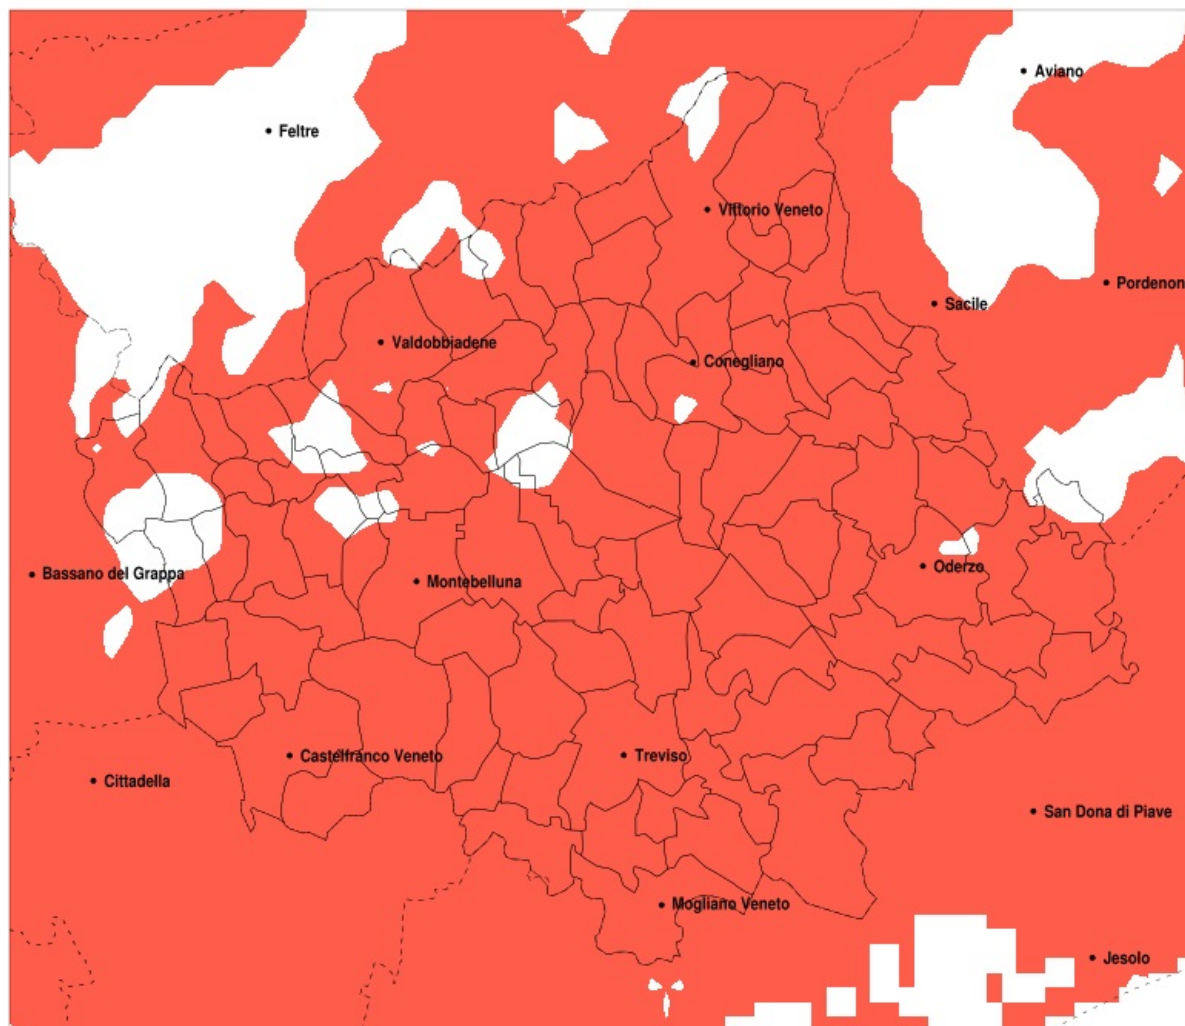 Aviano
Feltre
Vittorio Veneto
Pordenon
Sacile
Valdobbiadene
Conegliano
Oderzo
Bassano del Grappa
Montebelluna
Castelfranco Veneto
Treviso
Cittadella
San Dona di Piave
Mogliano Veneto
Jesolo